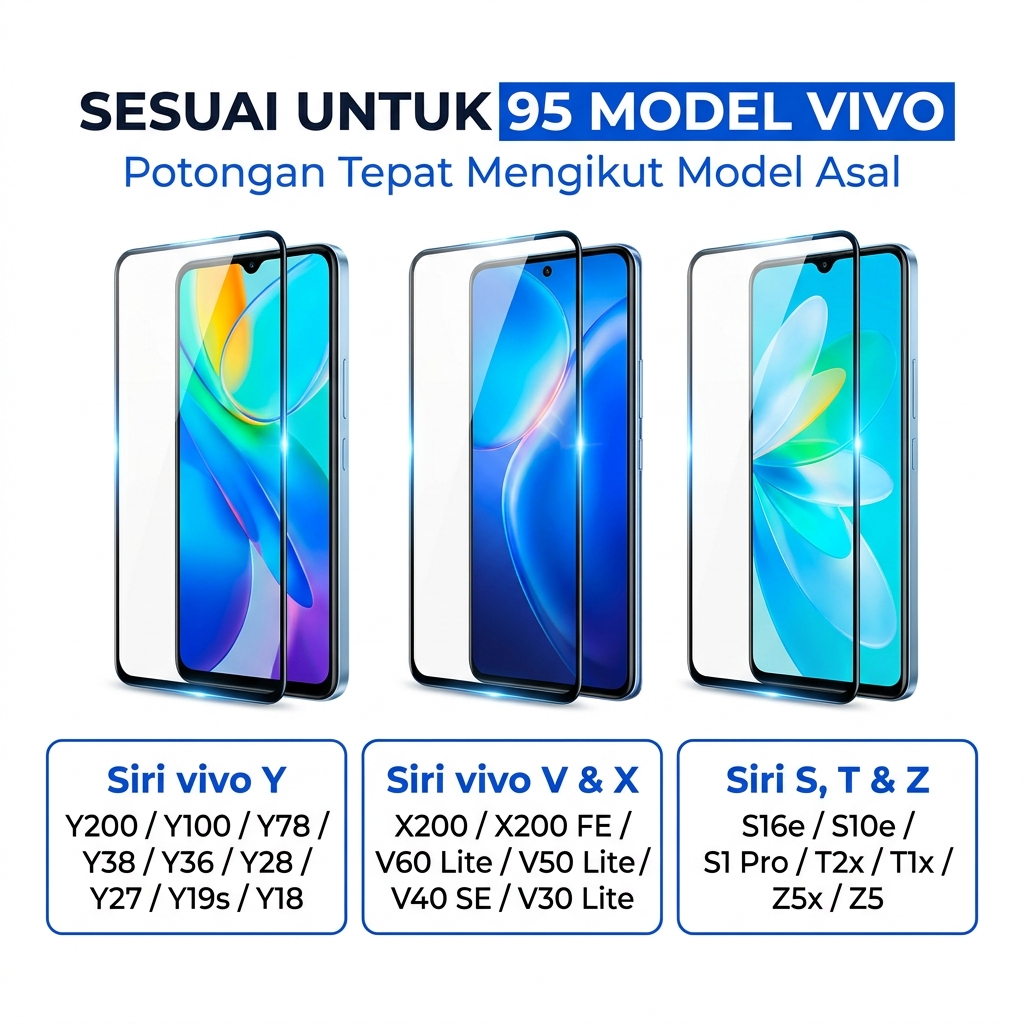 SESUAI UNTUK 95 MODEL VIVO
Potongan Tepat Mengikut Model Asal
Siri vivo Y
Y200 / Y100 / Y78 /
Y38 / Y36 / Y28 /
Y27 / Y19s / Y18
Siri vivo V & X
X200 / X200 FE /
V60 Lite / V50 Lite /
V40 SE / V30 Lite
Siri S, T & Z
S16e / S10e /
S1 Pro / T2x / T1x /
Z5x / Z5